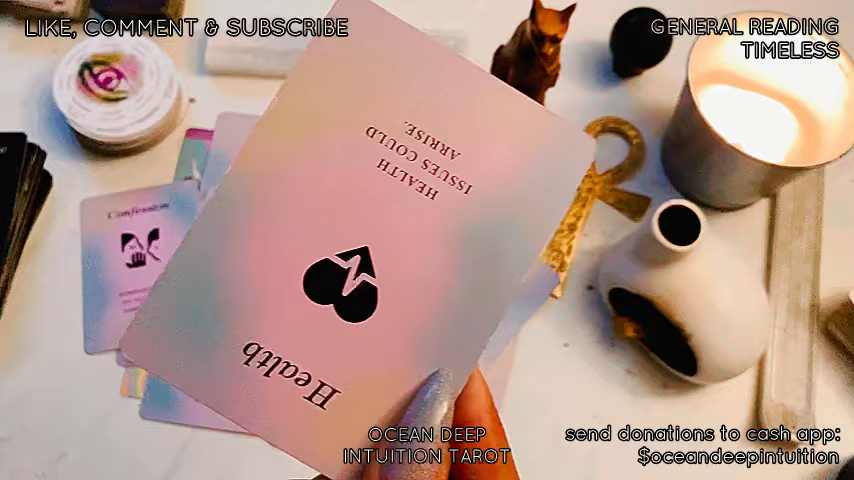 LIKE, COMMENT & SUBSCRIBE
GENERAL READING
TIMELESS
Confession
Health
HEALTH
ISSUES COULD
ARRISE.
OCEAN DEEP
INTUITION TAROT
send donations to cash app:
$oceandeepintuition